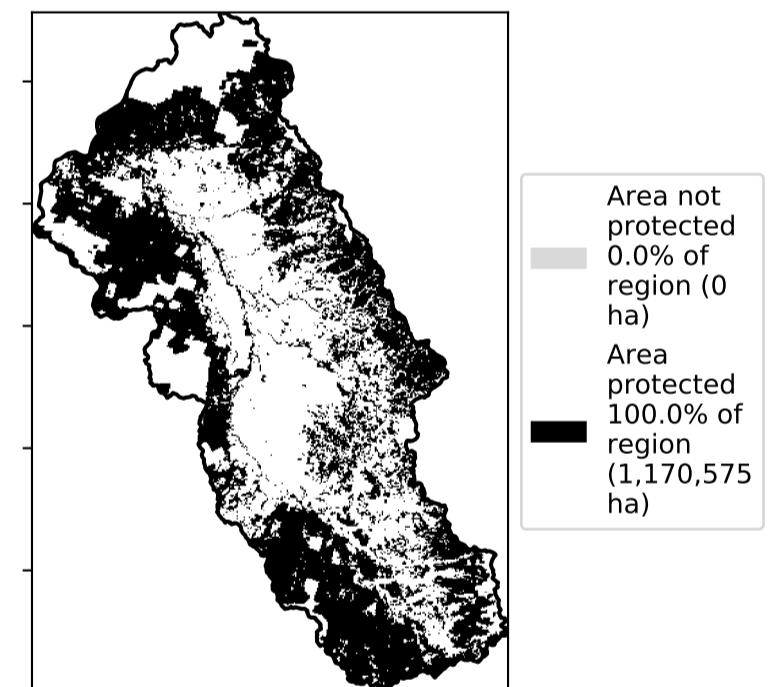 Area not
protected
0.0% of
region (0
ha)
Area
protected
100.0% of
region
(1,170,575
ha)